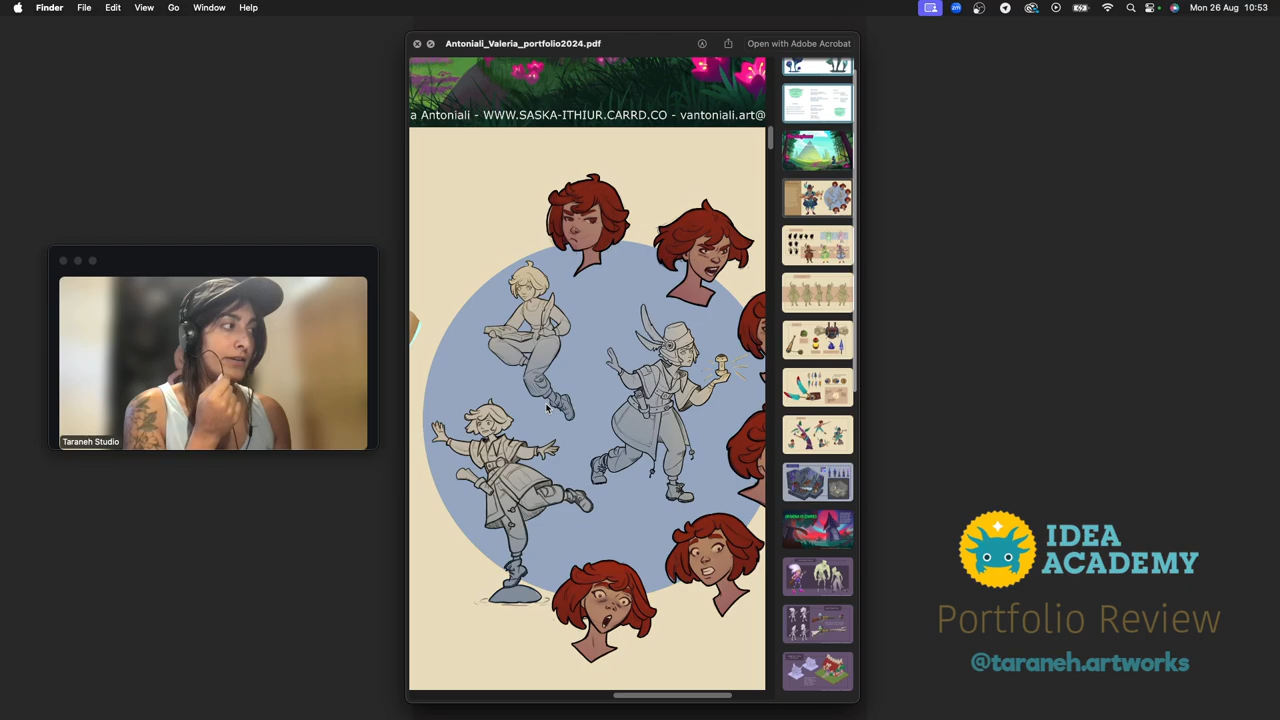 Finder File Edit View Go Window Help
Mon 26 Aug 10:53
Antoniali_Valeria_portfolio2024.pdf
Open with Adobe Acrobat
a Antoniali - WWW.SASKA-ITHIUR.CARRD.CO - vantoniali.art@
Taraneh Studio
IDEA
ACADEMY
Portfolio Review
@taraneh.artworks